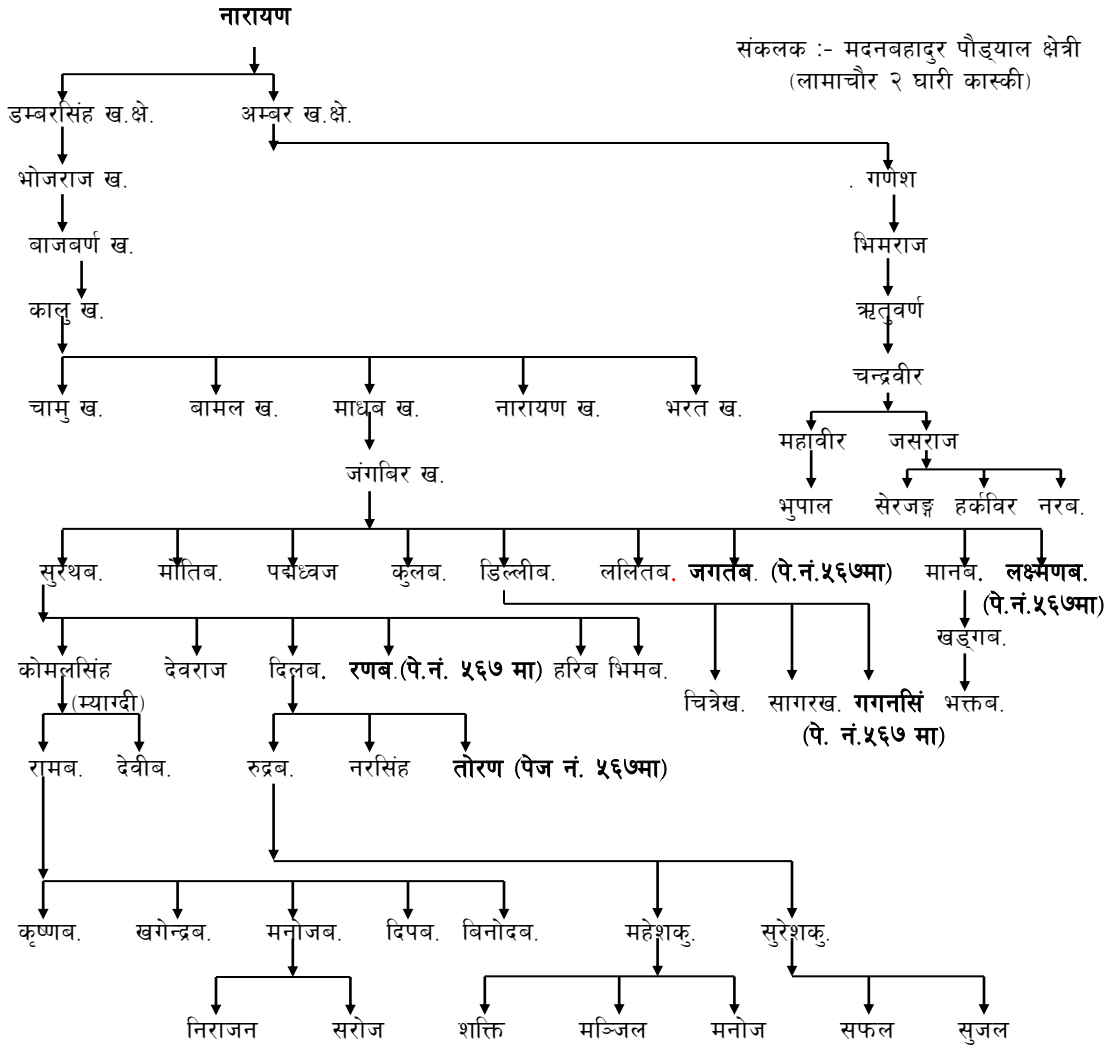 नारायण
संकलक :- मदनबहादुर पौड्याल क्षेत्री
(लामाचौर २ घारी कास्की)
डम्बरसिंह ख.क्षे. अम्बर ख.क्षे.
भोजराज ख. . गणेश
बाजबर्ण ख. भिमराज
कालु ख. ऋतुवर्ण
चन्द्रवीर
चामु ख. बामल ख. माधब ख. नारायण ख. भरत ख.
महावीर जसराज
जंगबिर ख.
भुपाल सेरजङ्ग हर्कविर नरब.
सुरथब. मोतिब. पद्मध्वज कुलब. डिल्लीब. ललितब. जगतब. (पे.नं.५६७मा) मानब. लक्ष्मणब.
(पे.नं.५६७मा)
खड्गब.
कोमलसिंह देवराज दिलब. रणब.(पे.नं. ५६७ मा) हरिब भिमब.
(म्याग्दी) चित्रेख. सागरख. गगनसिं भक्तब.
(पे. नं.५६७ मा)
रामब. देवीब. रुद्रब. नरसिंह तोरण (पेज नं. ५६७मा)
कृष्णब. खगेन्द्रब. मनोजब. दिपब. बिनोदब. महेशकु. सुरेशकु.
निराजन सरोज शक्ति मञ्जिल मनोज सफल सुजल